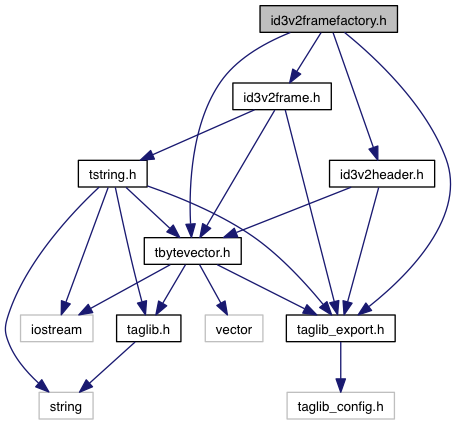 id3v2framefactory.h
id3v2frame.h
tstring.h
id3v2header.h
tbytevector.h
iostream
taglib.h
vector
taglib_export.h
string
taglib_config.h